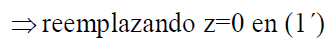 ⇒reemplazando z=0 en (1´)